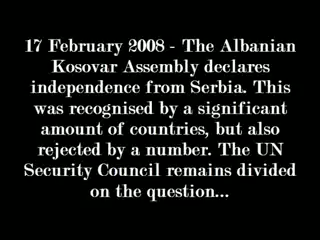 17 February 2008 - The Albanian
Kosovar Assembly declares
independence from Serbia. This
was recognised by a significant
amount of countries, but also
rejected by a number. The UN
Security Council remains divided
on the question...